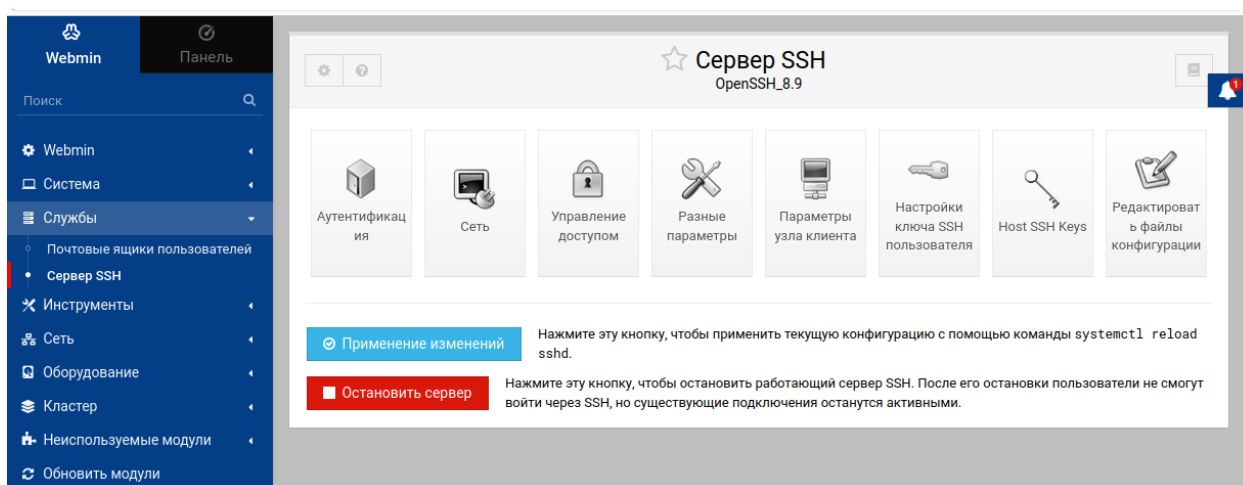 Webmin
Панель
Поиск
Webmin
Система
Службы
Почтовые ящики пользователей
Сервер SSH
Инструменты
Сеть
Оборудование
Кластер
Неиспользуемые модули
Обновить модули
Сервер SSH
OpenSSH_8.9
1
Аутентификац
ия
Сеть
Управление
доступом
Разные
параметры
Параметры
узла клиента
Настройки
ключа SSH
пользователя
Host SSH Keys
Редактироват
ь файлы
конфигурации
Применение изменений
Нажмите эту кнопку, чтобы применить текущую конфигурацию с помощью команды systemctl reload
sshd.
Остановить сервер
Нажмите эту кнопку, чтобы остановить работающий сервер SSH. После его остановки пользователи не смогут
войти через SSH, но существующие подключения останутся активными.